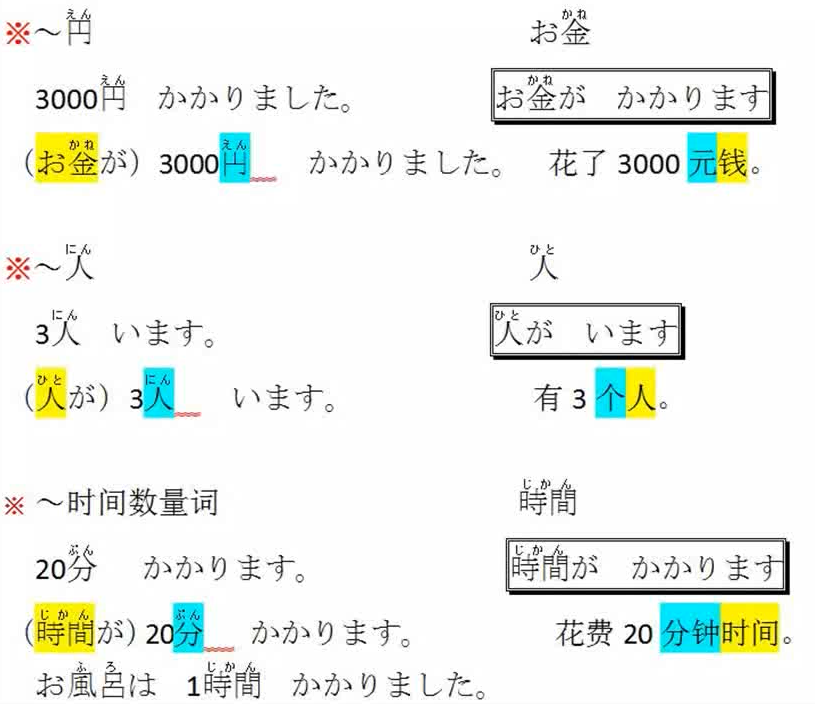 ※～円（えん） お金（かね）
3000円（えん） かかりました。 お金（かね）が かかります
（お金（かね）が）3000円（えん） かかりました。 花了 3000 元钱。
※～人（にん） 人（ひと）
3人（にん） います。 人（ひと）が います
（人（ひと）が）3人（にん） います。 有 3 个人。
※ ～时间数量词 時間（じかん）
20分（ぷん） かかります。 時間（じかん）が かかります
（時間（じかん）が）20分（ぷん） かかります。 花费 20 分钟时间。
お風呂（ふろ）は 1時間（じかん） かかりました。